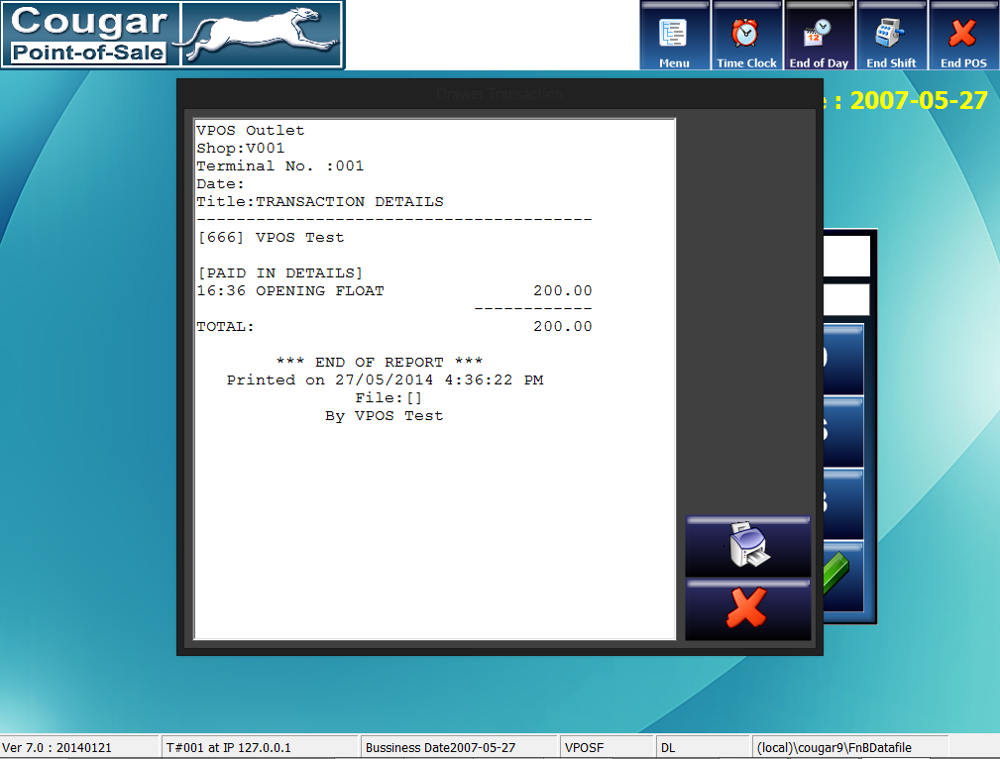 Cougar
Point-of-Sale
Menu
Time Clock
12
End of Day
End Shift
End POS
Drawer Transaction
: 2007-05-27
VPOS Outlet
Shop:V001
Terminal No. :001
Date:
Title:TRANSACTION DETAILS
----------------------------------------
[666] VPOS Test
[PAID IN DETAILS]
16:36 OPENING FLOAT 200.00
------------
TOTAL: 200.00
*** END OF REPORT ***
Printed on 27/05/2014 4:36:22 PM
File:[]
By VPOS Test
Ver 7.0 : 20140121
T#001 at IP 127.0.0.1
Bussiness Date2007-05-27
VPOSF
DL
(local)\cougar9\FnBDatafile